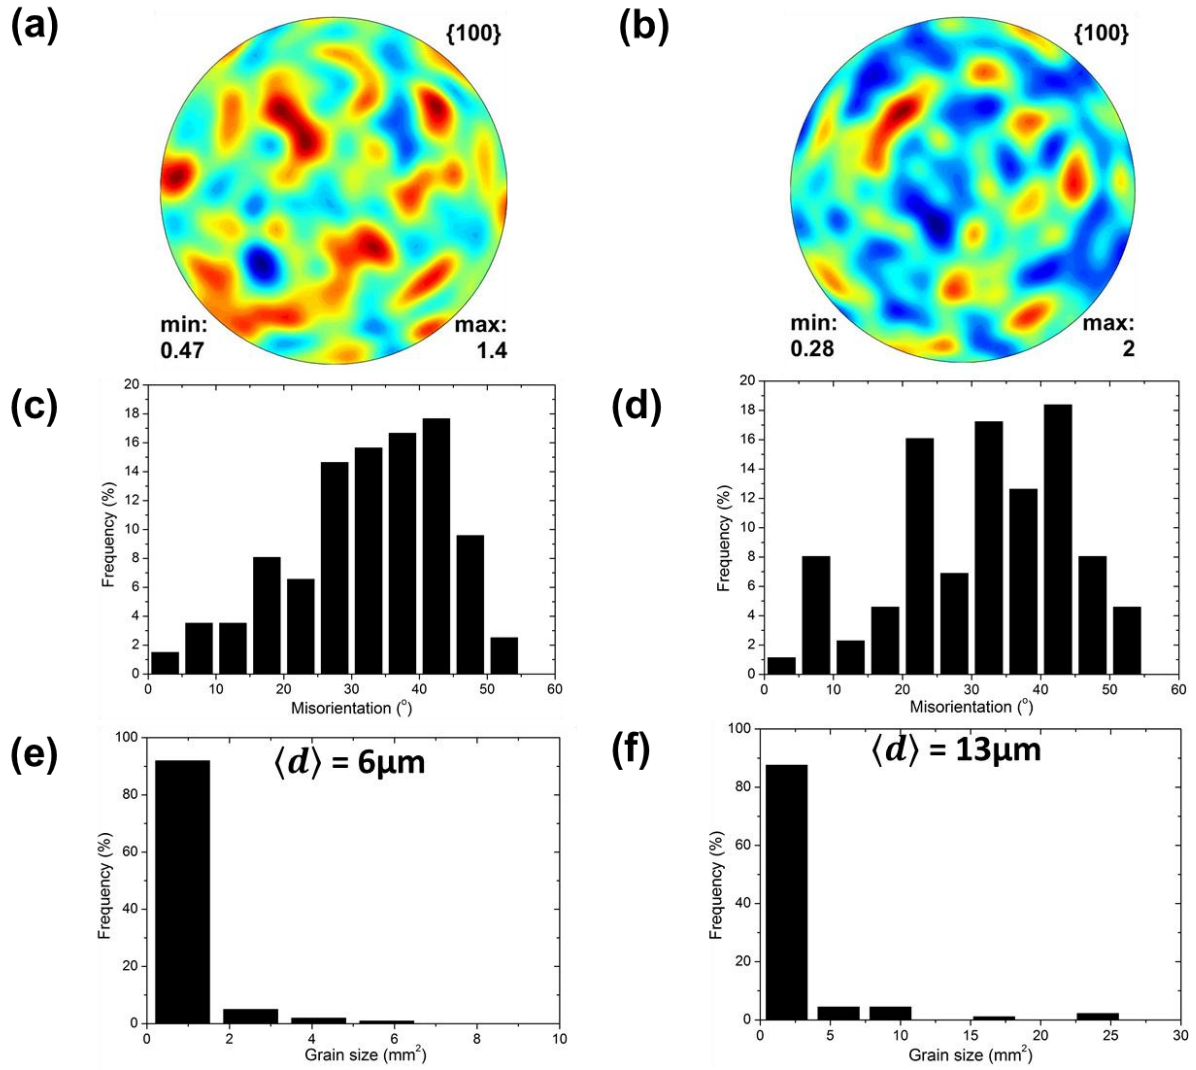 (a)
{100}
min:
0.47
max:
1.4
(b)
{100}
min:
0.28
max:
2
(c)
Frequency (%)
20
18
16
14
12
10
8
6
4
2
0
0 10 20 30 40 50 60
Misorientation (°)
(d)
Frequency (%)
20
18
16
14
12
10
8
6
4
2
0
0 10 20 30 40 50 60
Misorientation (°)
(e)
⟨d⟩ = 6µm
Frequency (%)
100
80
60
40
20
0
0 2 4 6 8 10
Grain size (mm²)
(f)
⟨d⟩ = 13µm
Frequency (%)
100
80
60
40
20
0
0 5 10 15 20 25 30
Grain size (mm²)